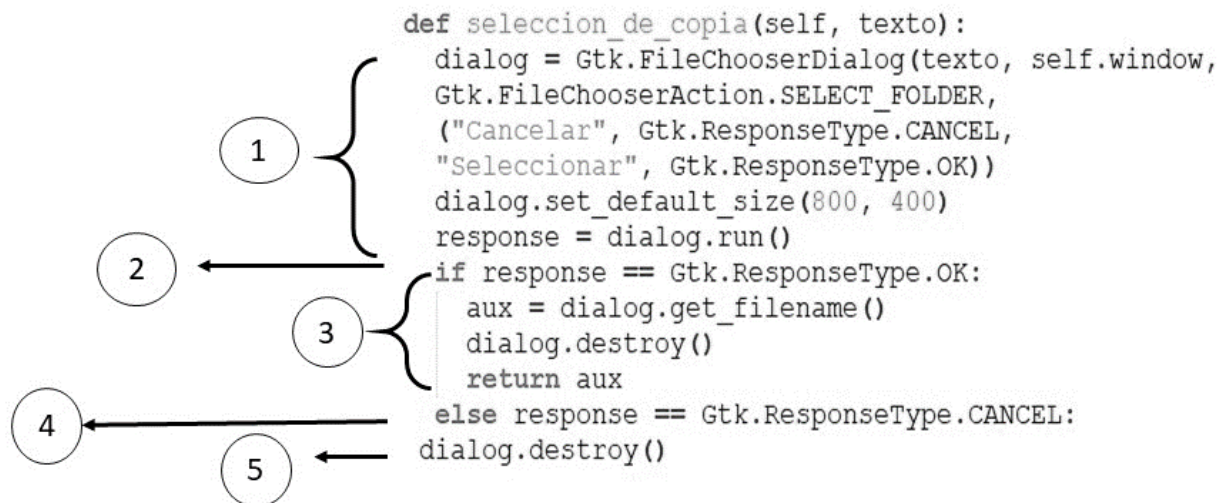 def seleccion_de_copia(self, texto):
dialog = Gtk.FileChooserDialog(texto, self.window,
Gtk.FileChooserAction.SELECT_FOLDER,
("Cancelar", Gtk.ResponseType.CANCEL,
"Seleccionar", Gtk.ResponseType.OK))
dialog.set_default_size(800, 400)
response = dialog.run()
if response == Gtk.ResponseType.OK:
aux = dialog.get_filename()
dialog.destroy()
return aux
else response == Gtk.ResponseType.CANCEL:
dialog.destroy()
1
2
3
4
5